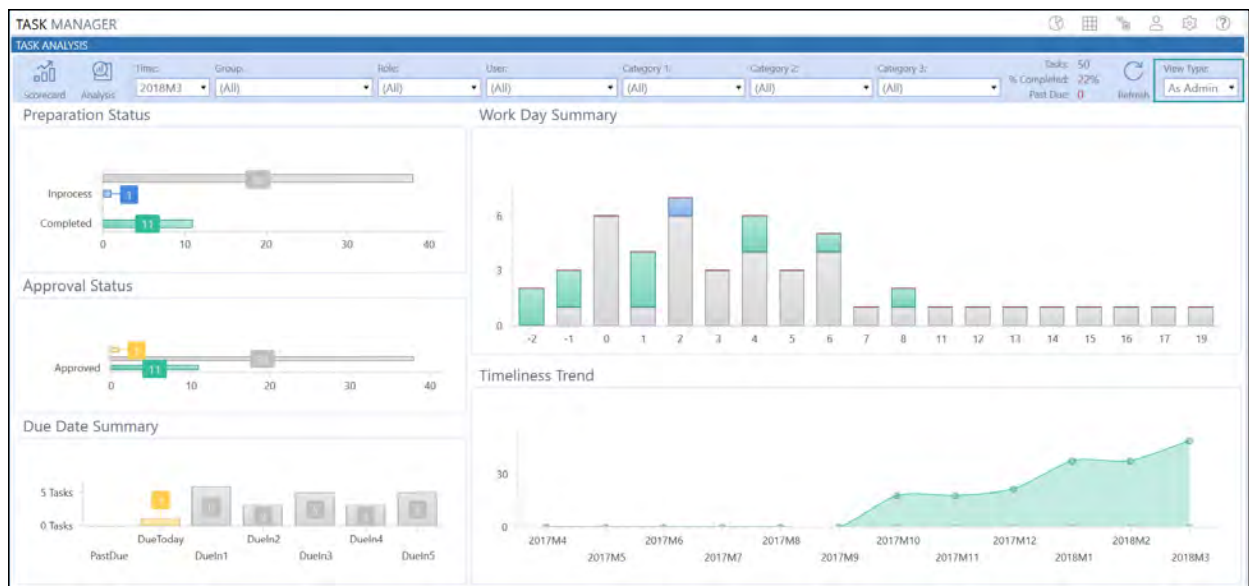 TASK MANAGER
TASK ANALYSIS
Scorecard
Analysis
Time:
2018M3
Group:
(All)
Role:
(All)
User:
(All)
Category 1:
(All)
Category 2:
(All)
Category 3:
(All)
Tasks: 50
% Completed: 22%
Past Due: 0
Refresh
View Type:
As Admin
Preparation Status
Inprocess
1
Completed
11
0 10 20 30 40
Approval Status
Approved
11
0 10 20 30 40
Due Date Summary
5 Tasks
0 Tasks
DueToday DueIn2 DueIn4
PastDue DueIn1 DueIn3 DueIn5
Work Day Summary
6
3
0
-2 -1 0 1 2 3 4 5 6 7 8 11 12 13 14 15 16 17 19
Timeliness Trend
30
0
2017M4 2017M6 2017M8 2017M10 2017M12 2018M2
2017M5 2017M7 2017M9 2017M11 2018M1 2018M3